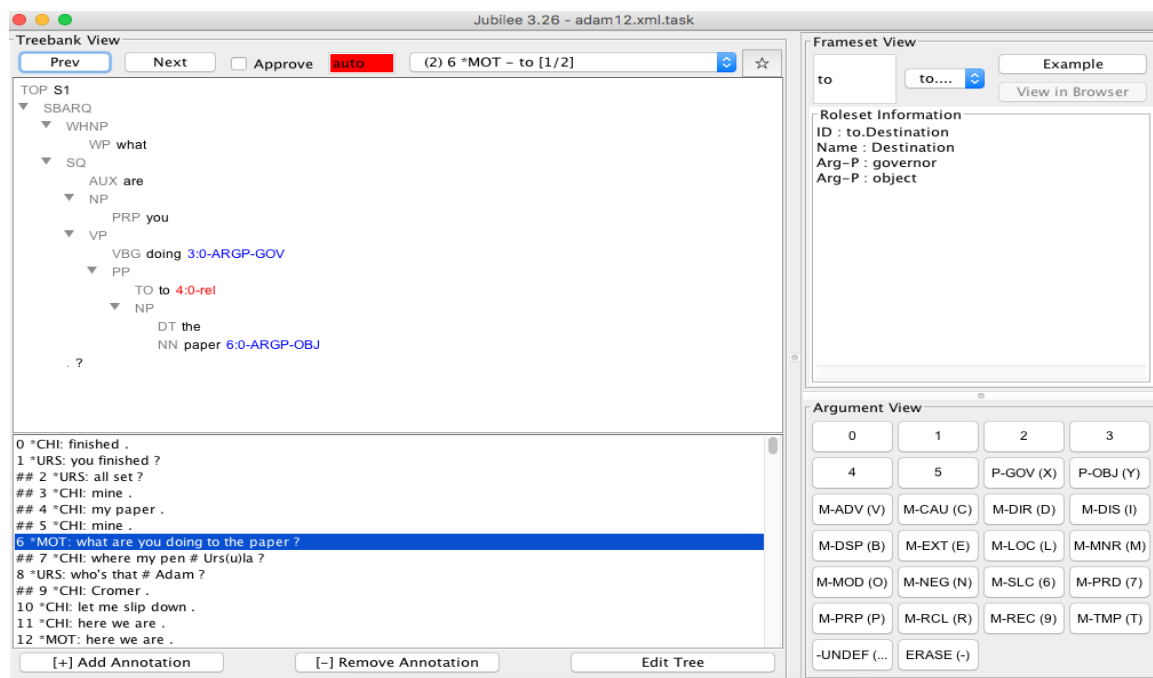 Jubilee 3.26 - adam12.xml.task
Treebank View
Prev Next Approve auto (2) 6 *MOT – to [1/2] ☆
TOP S1
SBARQ
WHNP
WP what
SQ
AUX are
NP
PRP you
VP
VBG doing 3:0-ARGP-GOV
PP
TO to 4:0-rel
NP
DT the
NN paper 6:0-ARGP-OBJ
. ?
0 *CHI: finished .
1 *URS: you finished ?
## 2 *URS: all set ?
## 3 *CHI: mine .
## 4 *CHI: my paper .
## 5 *CHI: mine .
6 *MOT: what are you doing to the paper ?
## 7 *CHI: where my pen # Urs(u)la ?
8 *URS: who's that # Adam ?
## 9 *CHI: Cromer .
10 *CHI: let me slip down .
11 *CHI: here we are .
12 *MOT: here we are .
[+] Add Annotation [–] Remove Annotation Edit Tree
Frameset View
to to.... Example
View in Browser
Roleset Information
ID : to.Destination
Name : Destination
Arg–P : governor
Arg–P : object
Argument View
0 1 2 3
4 5 P-GOV (X) P-OBJ (Y)
M-ADV (V) M-CAU (C) M-DIR (D) M-DIS (I)
M-DSP (B) M-EXT (E) M-LOC (L) M-MNR (M)
M-MOD (O) M-NEG (N) M-SLC (6) M-PRD (7)
M-PRP (P) M-RCL (R) M-REC (9) M-TMP (T)
-UNDEF (... ERASE (-)